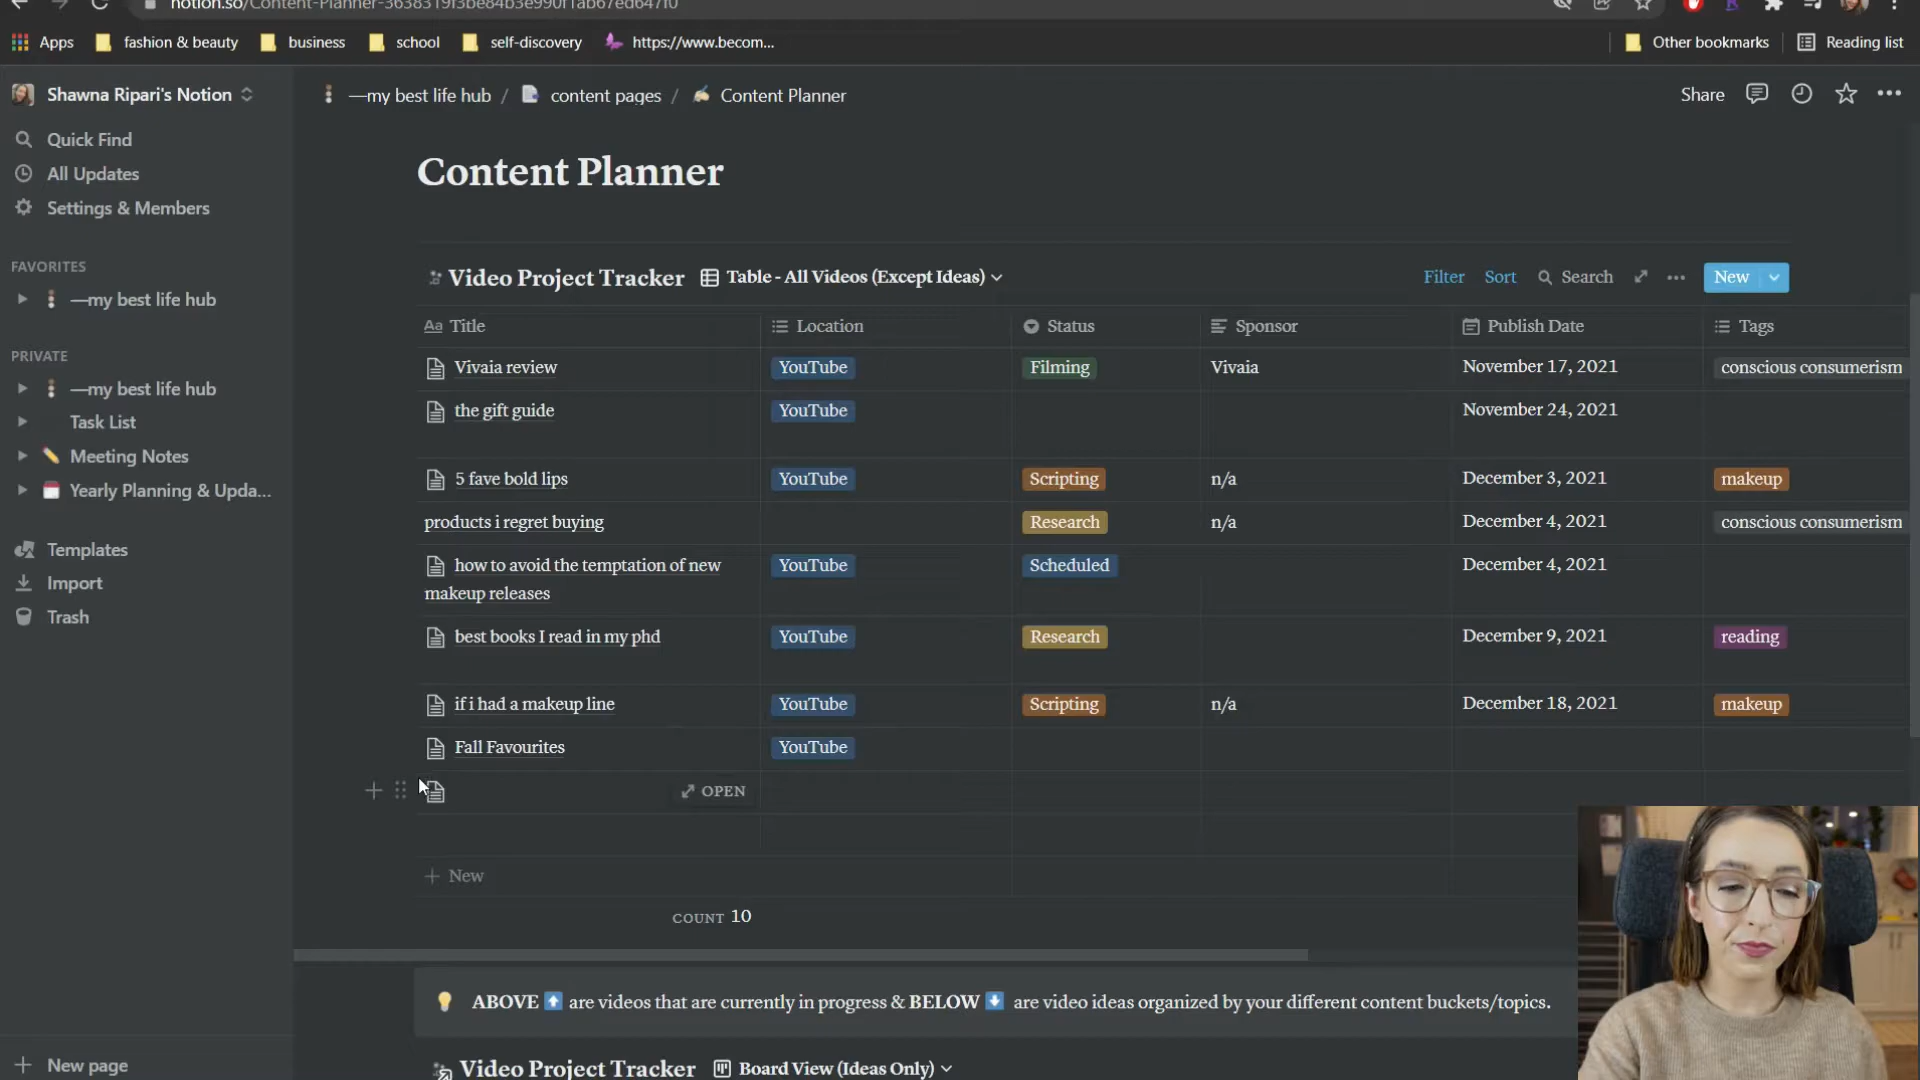 notion.so/Content-Planner-3638319f3be84b3e990f1ab67ed647f0
Apps fashion & beauty business school self-discovery https://www.becom... Other bookmarks Reading list
Shawna Ripari's Notion —my best life hub / content pages / Content Planner Share
Quick Find
All Updates
Settings & Members
FAVORITES
—my best life hub
PRIVATE
—my best life hub
Task List
Meeting Notes
Yearly Planning & Upda...
Templates
Import
Trash
New page
Content Planner
Video Project Tracker Table - All Videos (Except Ideas) Filter Sort Search New
Aa Title Location Status Sponsor Publish Date Tags
Vivaia review YouTube Filming Vivaia November 17, 2021 conscious consumerism
the gift guide YouTube November 24, 2021
5 fave bold lips YouTube Scripting n/a December 3, 2021 makeup
products i regret buying Research n/a December 4, 2021 conscious consumerism
how to avoid the temptation of new YouTube Scheduled December 4, 2021
makeup releases
best books I read in my phd YouTube Research December 9, 2021 reading
if i had a makeup line YouTube Scripting n/a December 18, 2021 makeup
Fall Favourites YouTube
OPEN
New
COUNT 10
ABOVE are videos that are currently in progress & BELOW are video ideas organized by your different content buckets/topics.
Video Project Tracker Board View (Ideas Only)